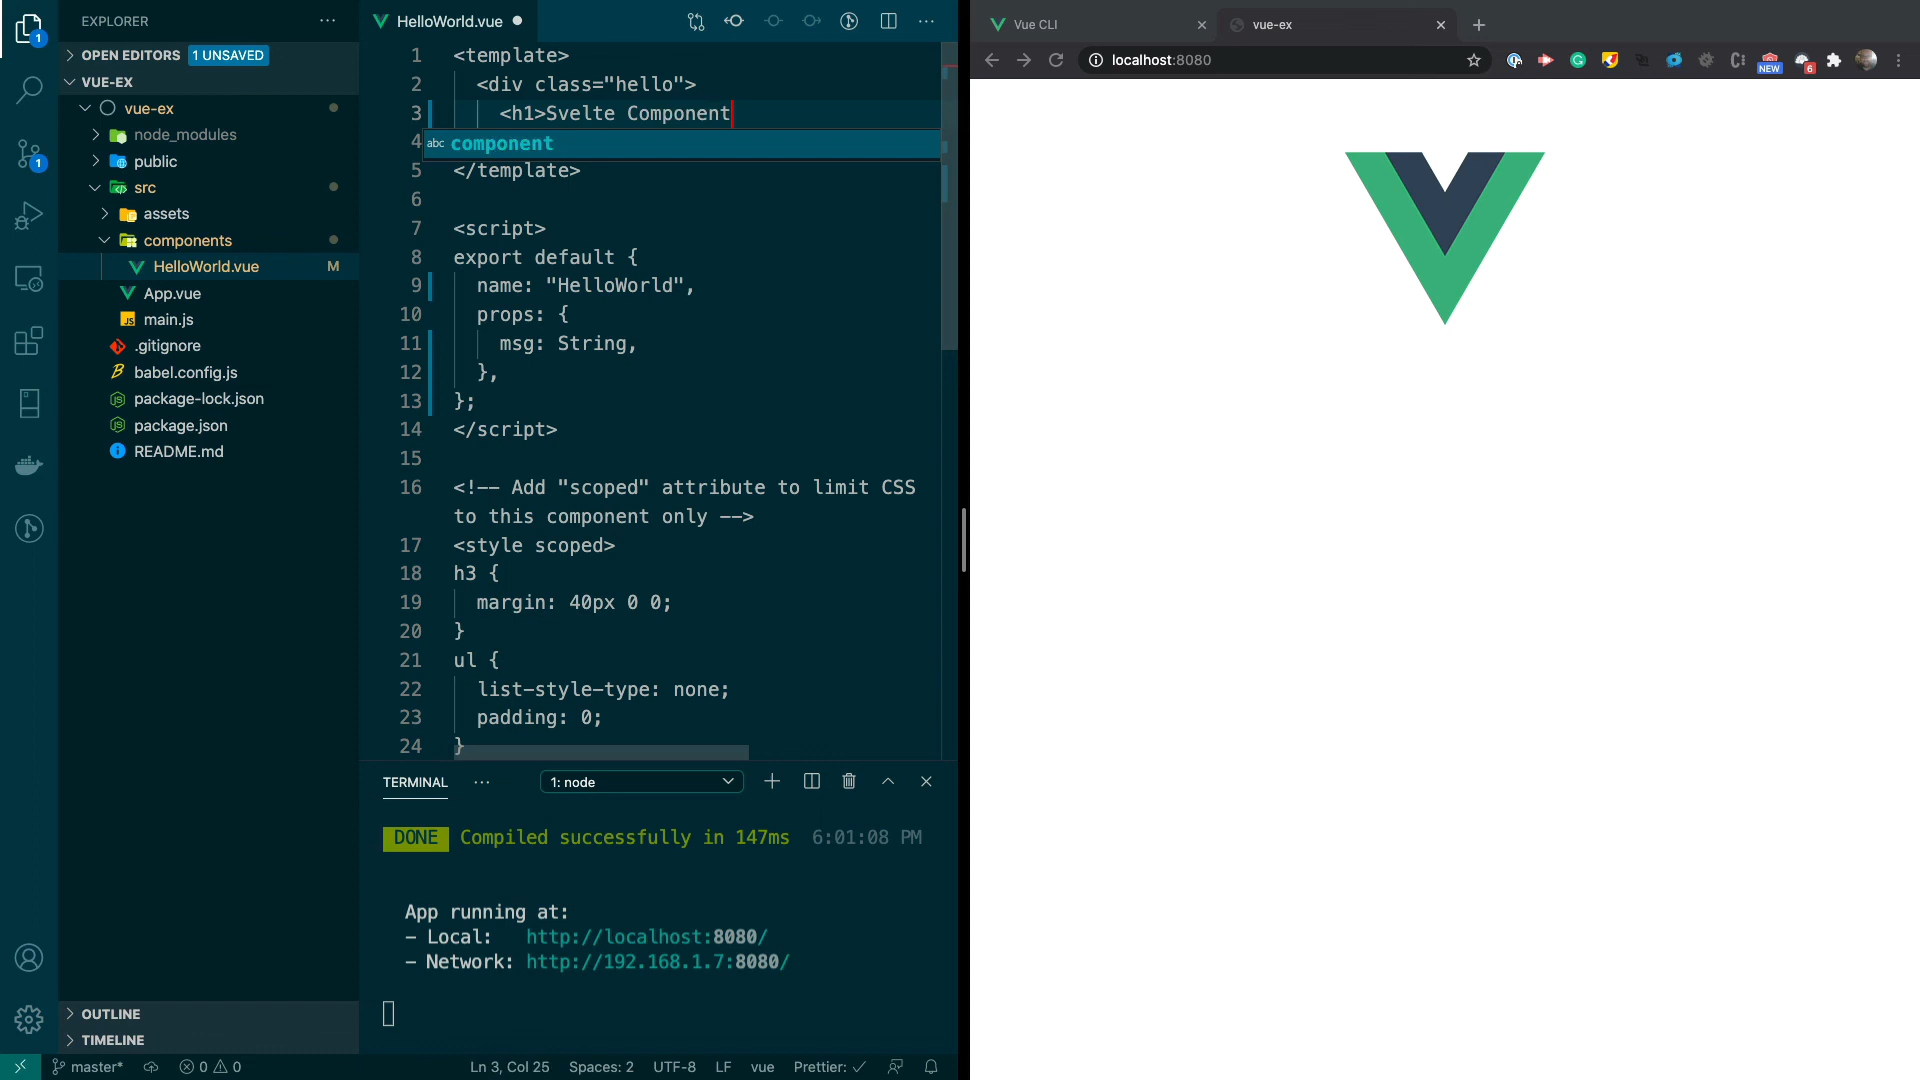 EXPLORER
OPEN EDITORS 1 UNSAVED
VUE-EX
vue-ex
node_modules
public
src
assets
components
HelloWorld.vue M
App.vue
main.js
.gitignore
babel.config.js
package-lock.json
package.json
README.md
OUTLINE
TIMELINE
1
1
HelloWorld.vue
1 <template>
2 <div class="hello">
3 <h1>Svelte Component
4
abc component
5 </template>
6
7 <script>
8 export default {
9 name: "HelloWorld",
10 props: {
11 msg: String,
12 },
13 };
14 </script>
15
16 <!-- Add "scoped" attribute to limit CSS
to this component only -->
17 <style scoped>
18 h3 {
19 margin: 40px 0 0;
20 }
21 ul {
22 list-style-type: none;
23 padding: 0;
24 }
TERMINAL 1: node
DONE Compiled successfully in 147ms 6:01:08 PM
App running at:
- Local: http://localhost:8080/
- Network: http://192.168.1.7:8080/
master* 0 0 Ln 3, Col 25 Spaces: 2 UTF-8 LF vue Prettier: ✓
Vue CLI
vue-ex
localhost:8080
NEW
6